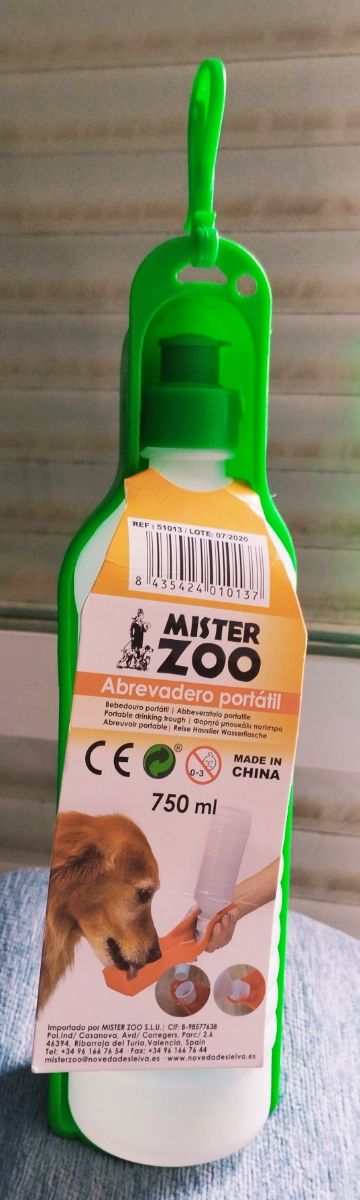 REF : 51013 / LOTE: 07/2020
8 435424 010137
MISTER
ZOO
Abrevadero portátil
Bebedouro portátil | Abbeveratoio portatile
Portable drinking trough | Φορητό μπουκάλι ποτίστρα
Abreuvoir portable | Reise Haustier Wasserflasche
CE ® 0-3 MADE IN
CHINA
750 ml
Importado por MISTER ZOO S.L.U. | CIF: B-98577638
Pol.Ind/ Casanova, Avd/ Corregers, Parc/ 2.6
46394, Ribarroja del Turia,Valencia, Spain
Tel: +34 96 166 76 54 · Fax: +34 96 166 76 44
misterzoo@novedadesleiva.es · www.novedadesleiva.es